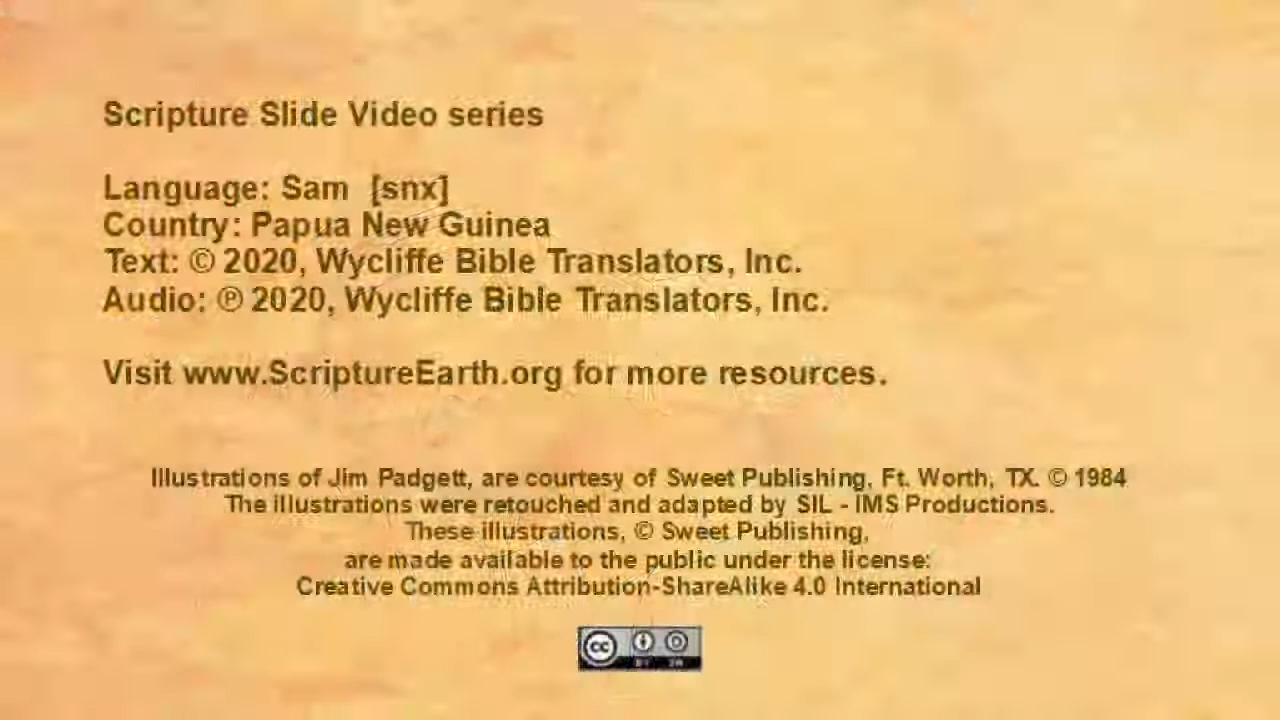 Scripture Slide Video series
Language: Sam [snx]
Country: Papua New Guinea
Text: © 2020, Wycliffe Bible Translators, Inc.
Audio: ℗ 2020, Wycliffe Bible Translators, Inc.
Visit www.ScriptureEarth.org for more resources.
Illustrations of Jim Padgett, are courtesy of Sweet Publishing, Ft. Worth, TX. © 1984
The illustrations were retouched and adapted by SIL - IMS Productions.
These illustrations, © Sweet Publishing,
are made available to the public under the license:
Creative Commons Attribution-ShareAlike 4.0 International
cc
BY SA